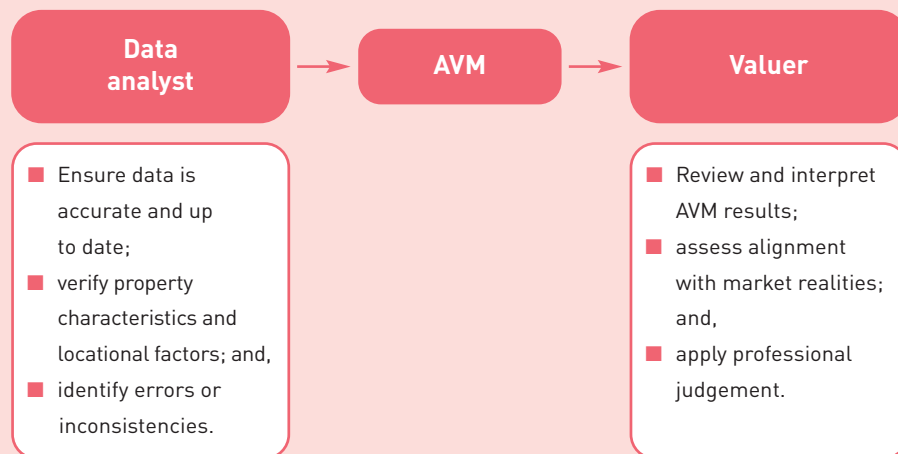 Data
analyst
AVM
Valuer
■ Ensure data is
accurate and up
to date;
■ verify property
characteristics and
locational factors; and,
■ identify errors or
inconsistencies.
■ Review and interpret
AVM results;
■ assess alignment
with market realities;
and,
■ apply professional
judgement.